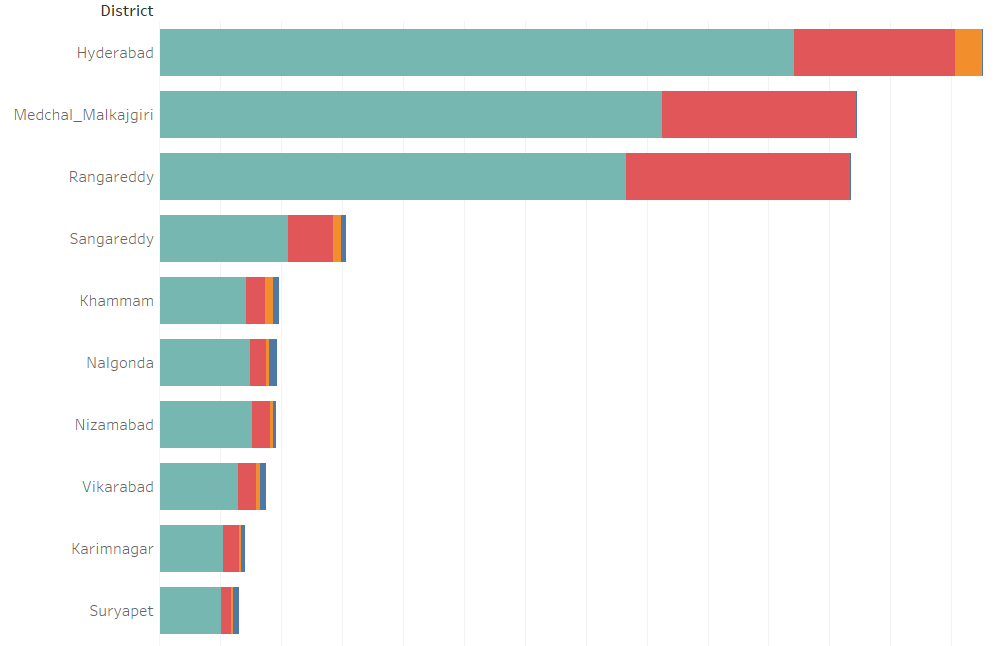 District
Hyderabad
Medchal_Malkajgiri
Rangareddy
Sangareddy
Khammam
Nalgonda
Nizamabad
Vikarabad
Karimnagar
Suryapet